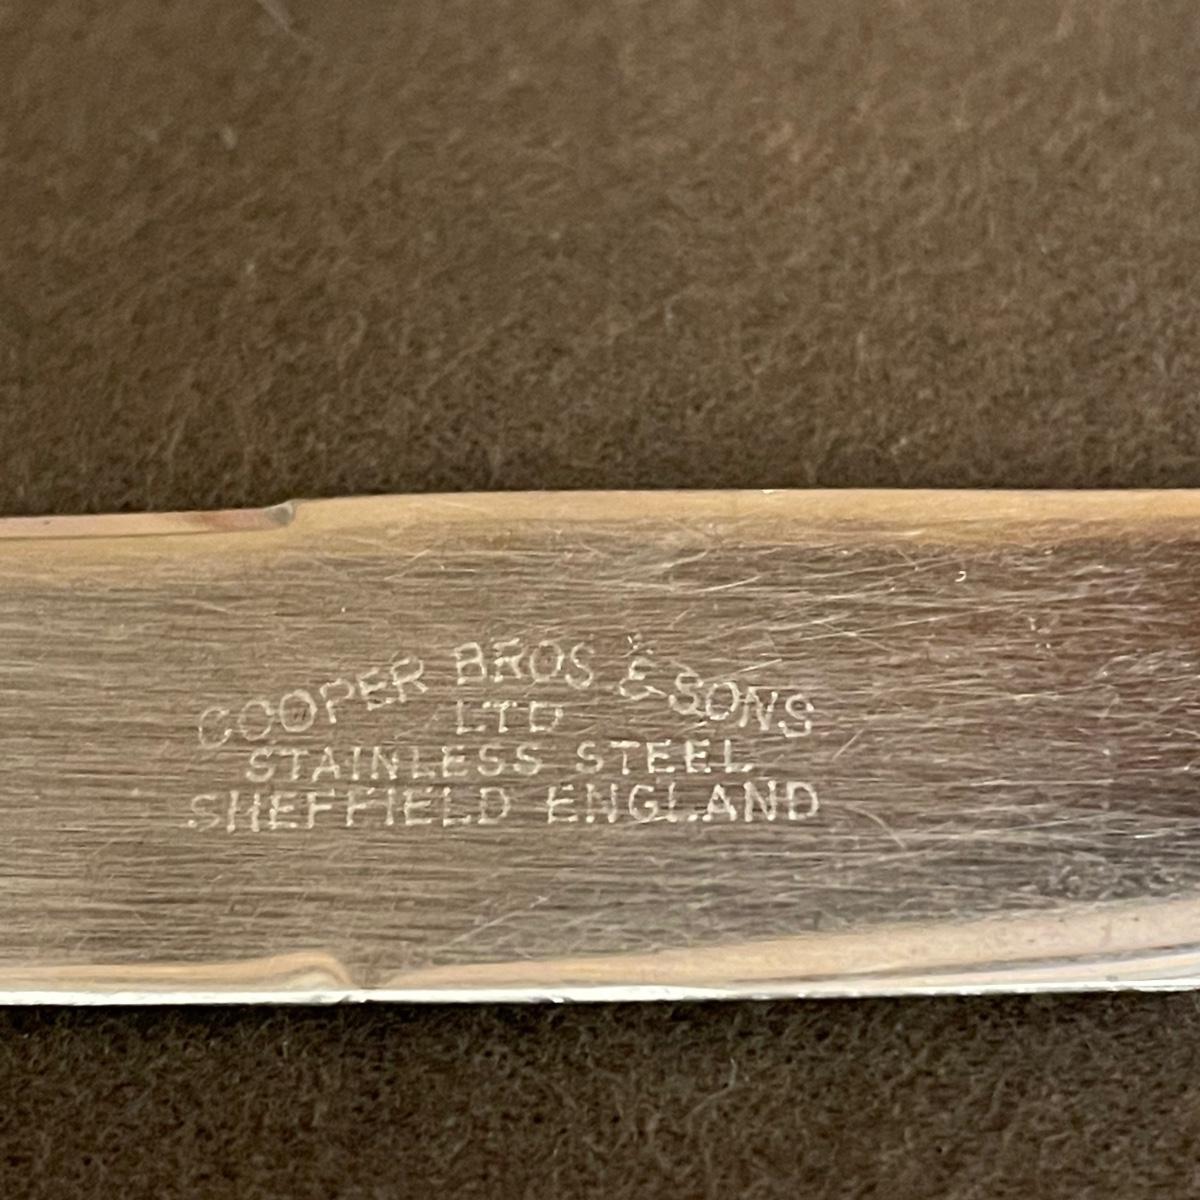 COOPER BROS & SONS
LTD
STAINLESS STEEL
SHEFFIELD ENGLAND